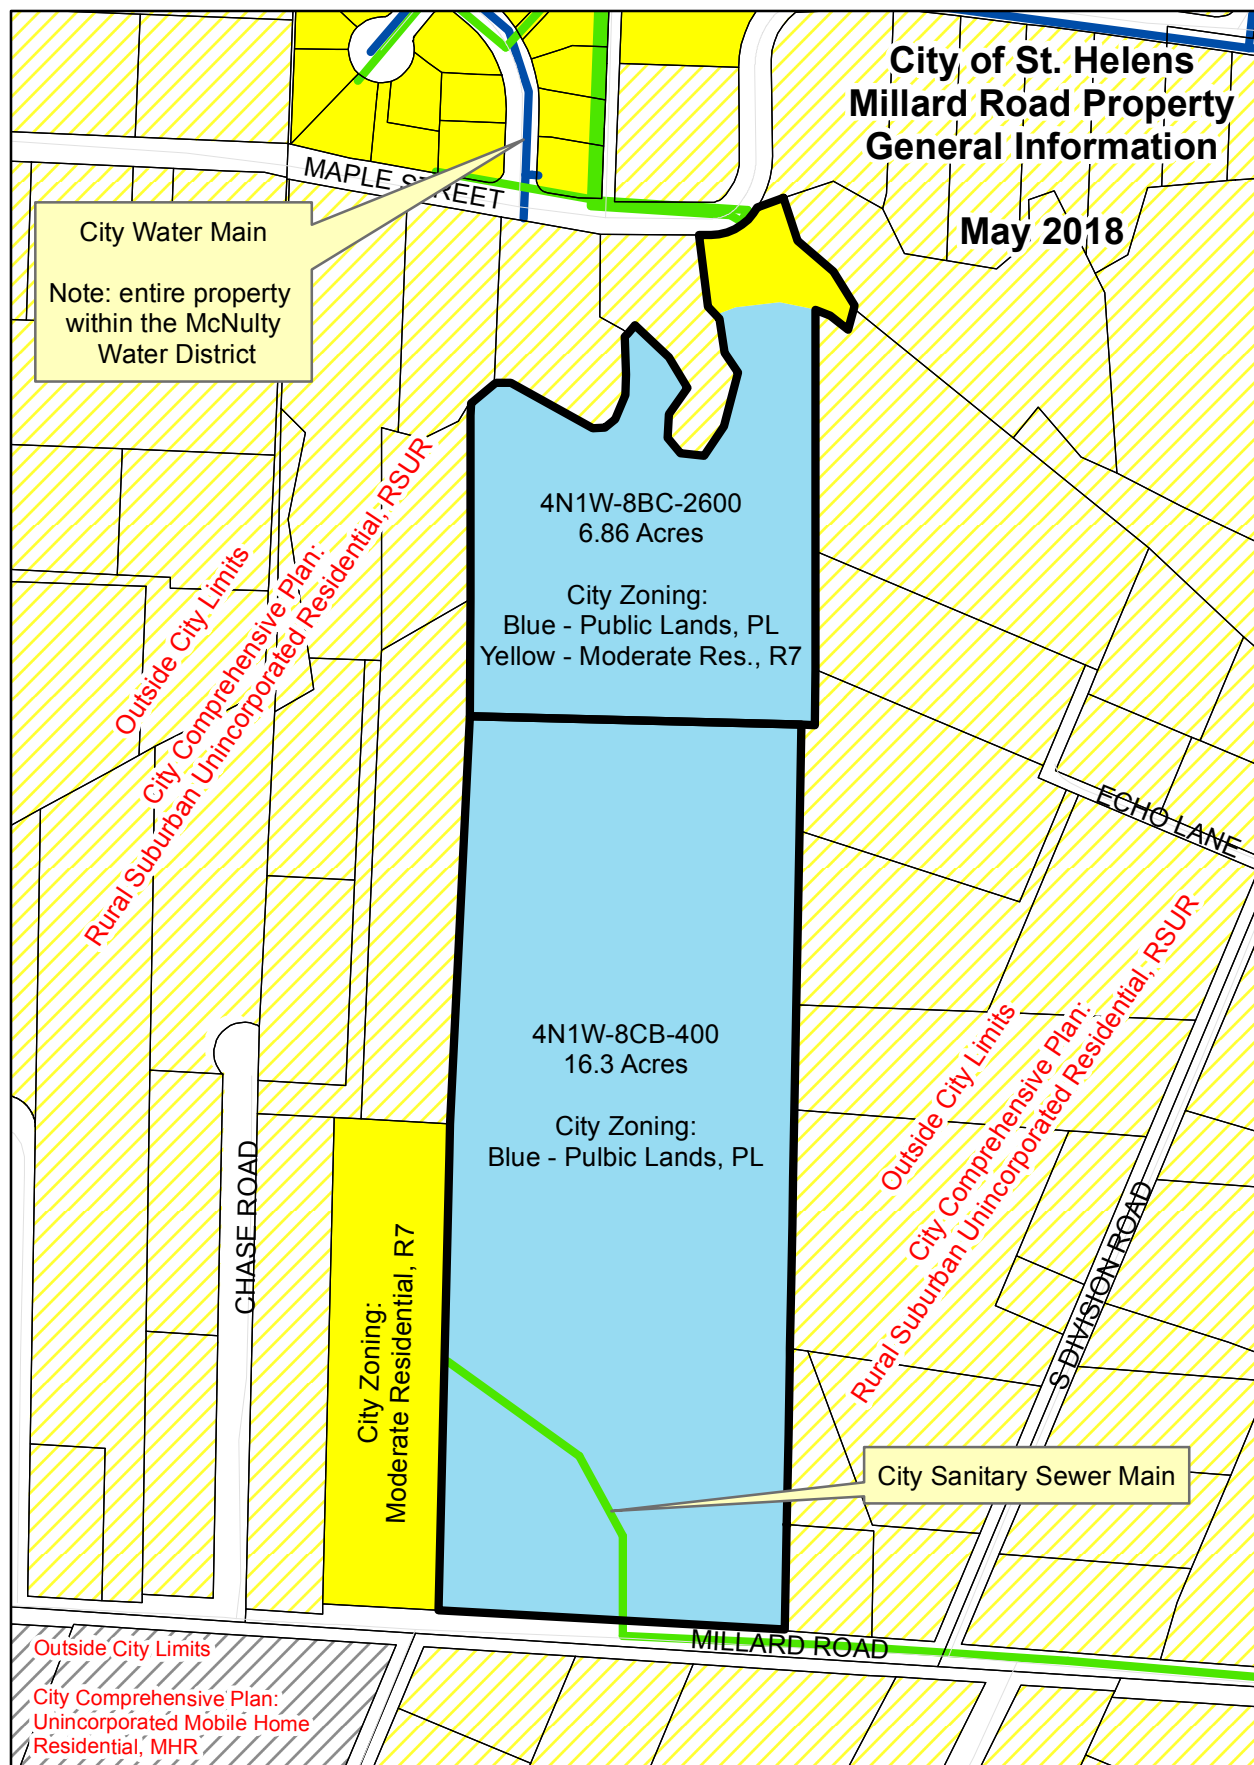 City of St. Helens
Millard Road Property
General Information
May 2018
MAPLE STREET
City Water Main
Note: entire property
within the McNulty
Water District
4N1W-8BC-2600
6.86 Acres
City Zoning:
Blue - Public Lands, PL
Yellow - Moderate Res., R7
Outside City Limits
City Comprehensive Plan:
Rural Suburban Unincorporated Residential, RSUR
ECHO LANE
4N1W-8CB-400
16.3 Acres
City Zoning:
Blue - Pulbic Lands, PL
Outside City Limits
City Comprehensive Plan:
Rural Suburban Unincorporated Residential, RSUR
CHASE ROAD
City Zoning:
Moderate Residential, R7
S DIVISION ROAD
City Sanitary Sewer Main
MILLARD ROAD
Outside City Limits
City Comprehensive Plan:
Unincorporated Mobile Home
Residential, MHR